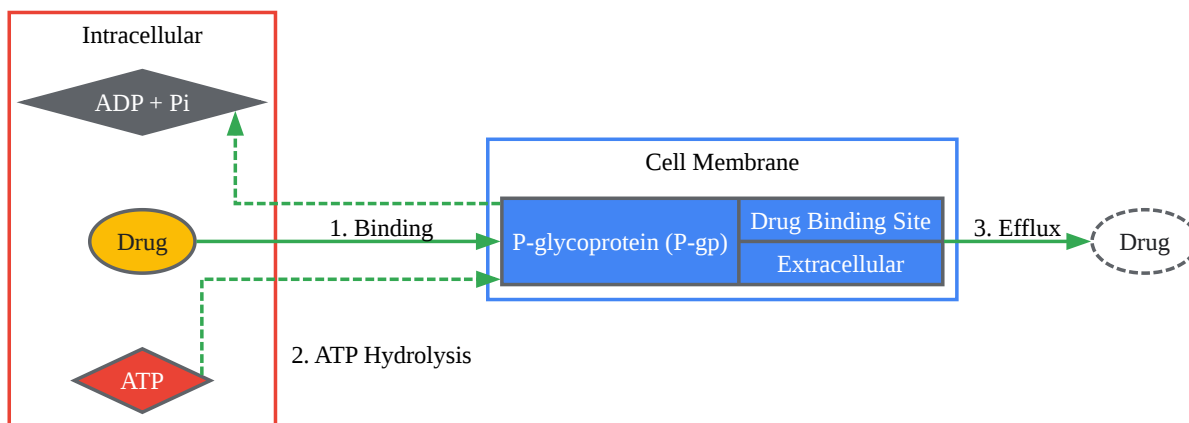 Intracellular
ADP + Pi
Cell Membrane
Drug
1. Binding
P-glycoprotein (P-gp)
Drug Binding Site
Extracellular
3. Efflux
Drug
2. ATP Hydrolysis
ATP